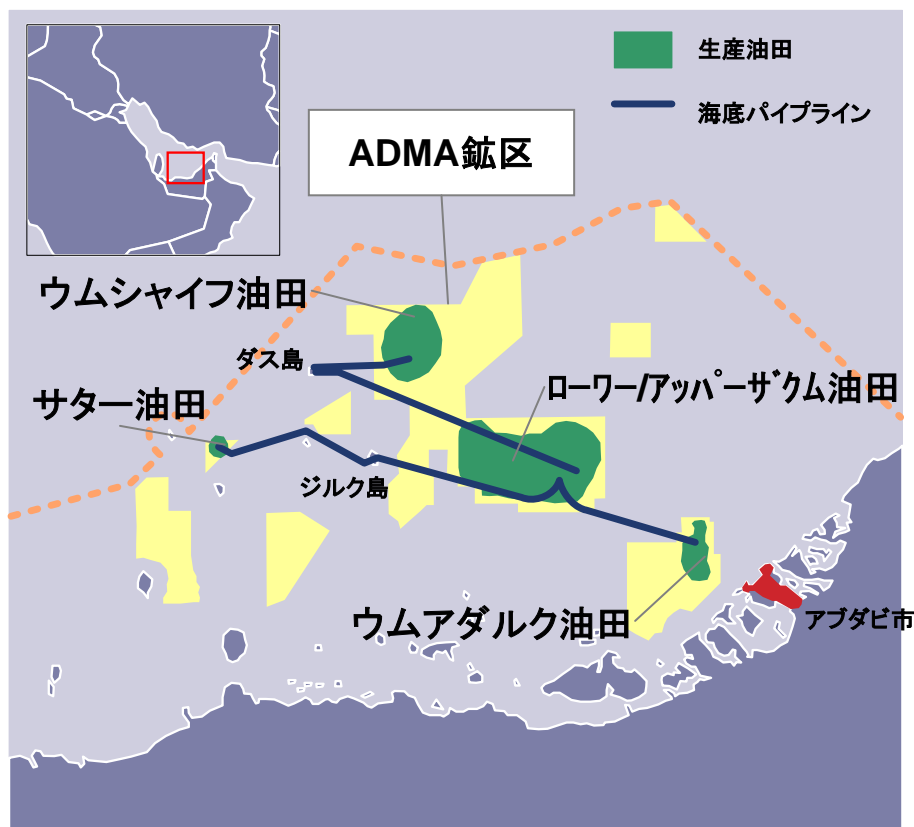 生産油田
海底パイプライン
ADMA鉱区
ウムシャイフ油田
ダス島
サター油田
ローワー/アッパーザクム油田
ジルク島
ウムアダルク油田
アブダビ市